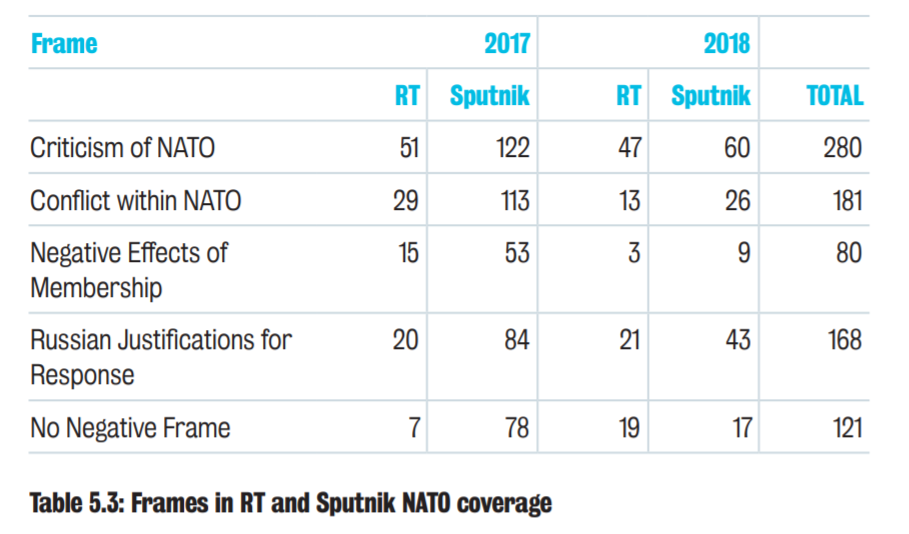 Frame 2017 2018
RT Sputnik RT Sputnik TOTAL
Criticism of NATO 51 122 47 60 280
Conflict within NATO 29 113 13 26 181
Negative Effects of 15 53 3 9 80
Membership
Russian Justifications for 20 84 21 43 168
Response
No Negative Frame 7 78 19 17 121
Table 5.3: Frames in RT and Sputnik NATO coverage